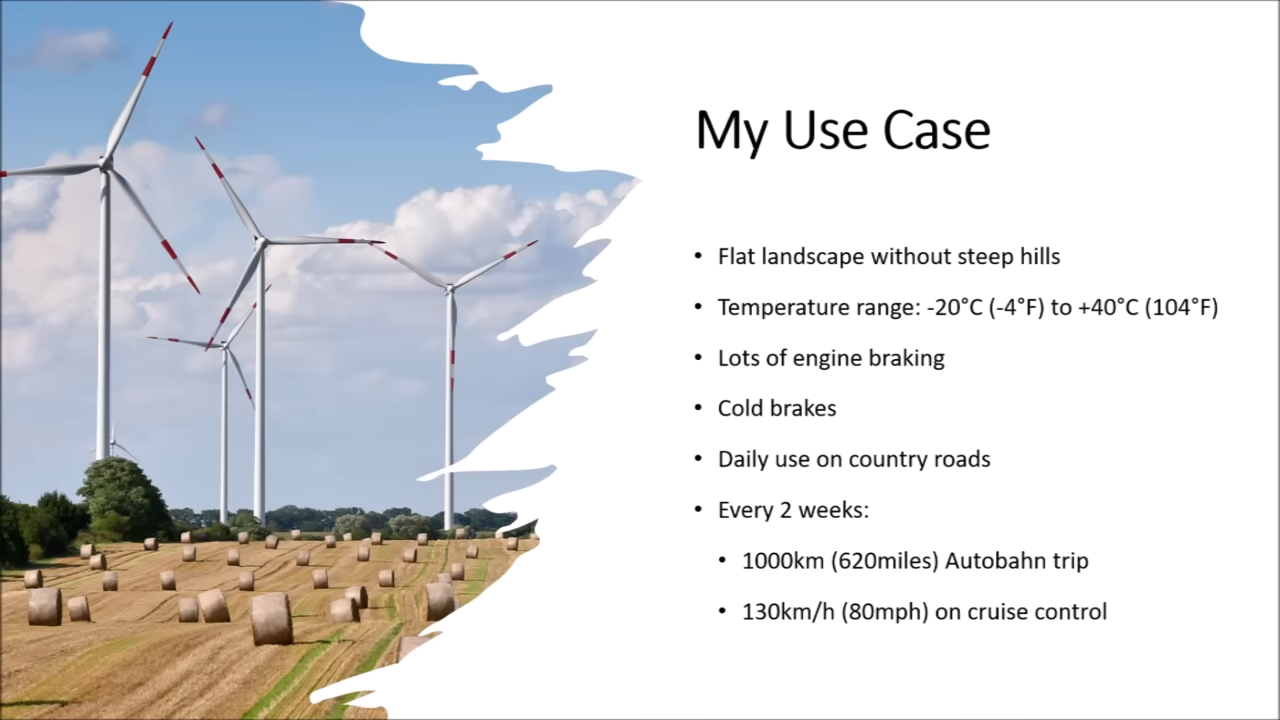 My Use Case
• Flat landscape without steep hills
• Temperature range: -20°C (-4°F) to +40°C (104°F)
• Lots of engine braking
• Cold brakes
• Daily use on country roads
• Every 2 weeks:
• 1000km (620miles) Autobahn trip
• 130km/h (80mph) on cruise control